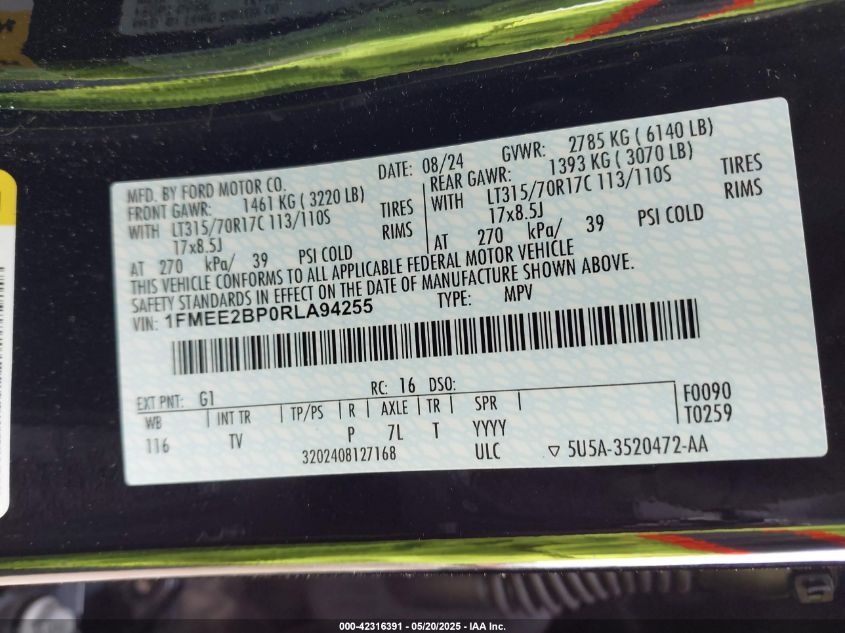 MFD. BY FORD MOTOR CO.
DATE: 08/24 GVWR: 2785 KG ( 6140 LB)
FRONT GAWR: 1461 KG ( 3220 LB)
REAR GAWR: 1393 KG ( 3070 LB)
WITH LT315/70R17C 113/110S TIRES
WITH LT315/70R17C 113/110S TIRES
17x8.5J RIMS
17x8.5J RIMS
AT 270 kPa/ 39 PSI COLD
AT 270 kPa/ 39 PSI COLD
THIS VEHICLE CONFORMS TO ALL APPLICABLE FEDERAL MOTOR VEHICLE
SAFETY STANDARDS IN EFFECT ON THE DATE OF MANUFACTURE SHOWN ABOVE.
VIN: 1FMEE2BP0RLA94255 TYPE: MPV
EXT PNT: G1 RC: 16 DSO:
WB INT TR TP/PS R AXLE TR SPR F0090
116 TV P 7L T YYYY T0259
3202408127168 ULC ▽ 5U5A-3520472-AA
000-42316391 - 05/20/2025 - IAA Inc.